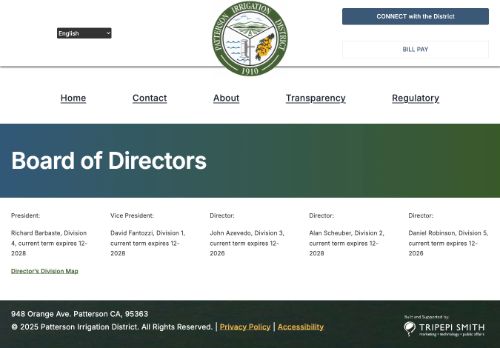 English
PATTERSON IRRIGATION DISTRICT
1910
CONNECT with the District
BILL PAY
Home
Contact
About
Transparency
Regulatory
Board of Directors
President:
Richard Barbaste, Division
4, current term expires 12-
2028
Director's Division Map
Vice President:
David Fantozzi, Division 1,
current term expires 12-
2028
Director:
John Azevedo, Division 3,
current term expires 12-
2026
Director:
Alan Scheuber, Division 2,
current term expires 12-
2028
Director:
Daniel Robinson, Division 5,
current term expires 12-
2026
948 Orange Ave. Patterson CA, 95363
© 2025 Patterson Irrigation District. All Rights Reserved. | Privacy Policy | Accessibility
Built and Supported by:
TRIPEPI SMITH
marketing • technology • public affairs